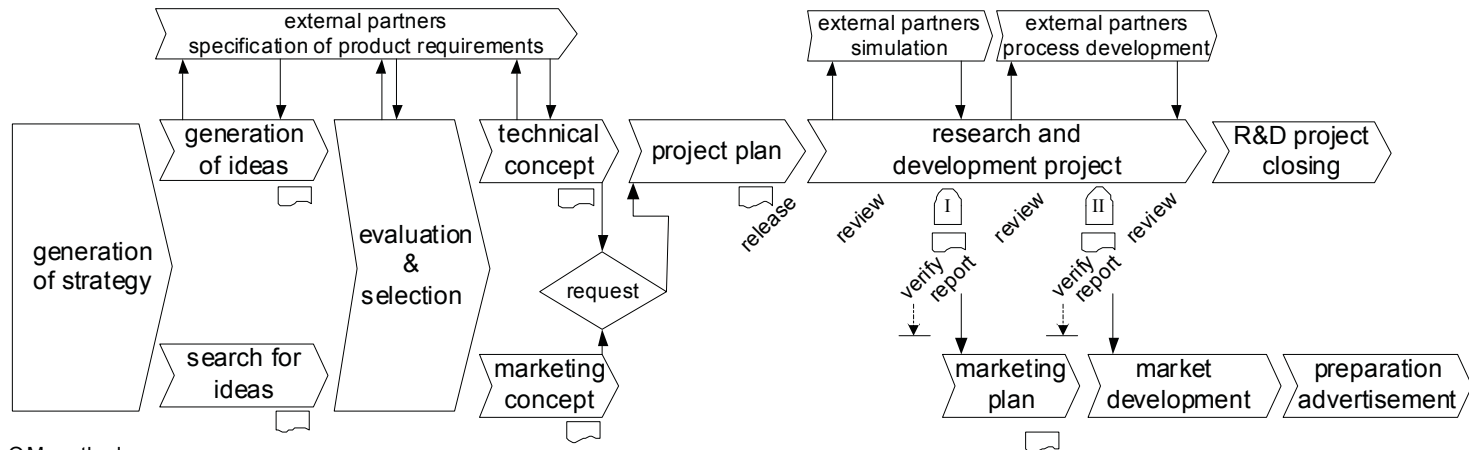 external partners
specification of product requirements
external partners
simulation
external partners
process development
generation
of strategy
generation
of ideas
search for
ideas
evaluation
&
selection
technical
concept
marketing
concept
request
project plan
release
research and
development project
review
I
review
II
review
verify
report
verify
report
R&D project
closing
marketing
plan
market
development
preparation
advertisement